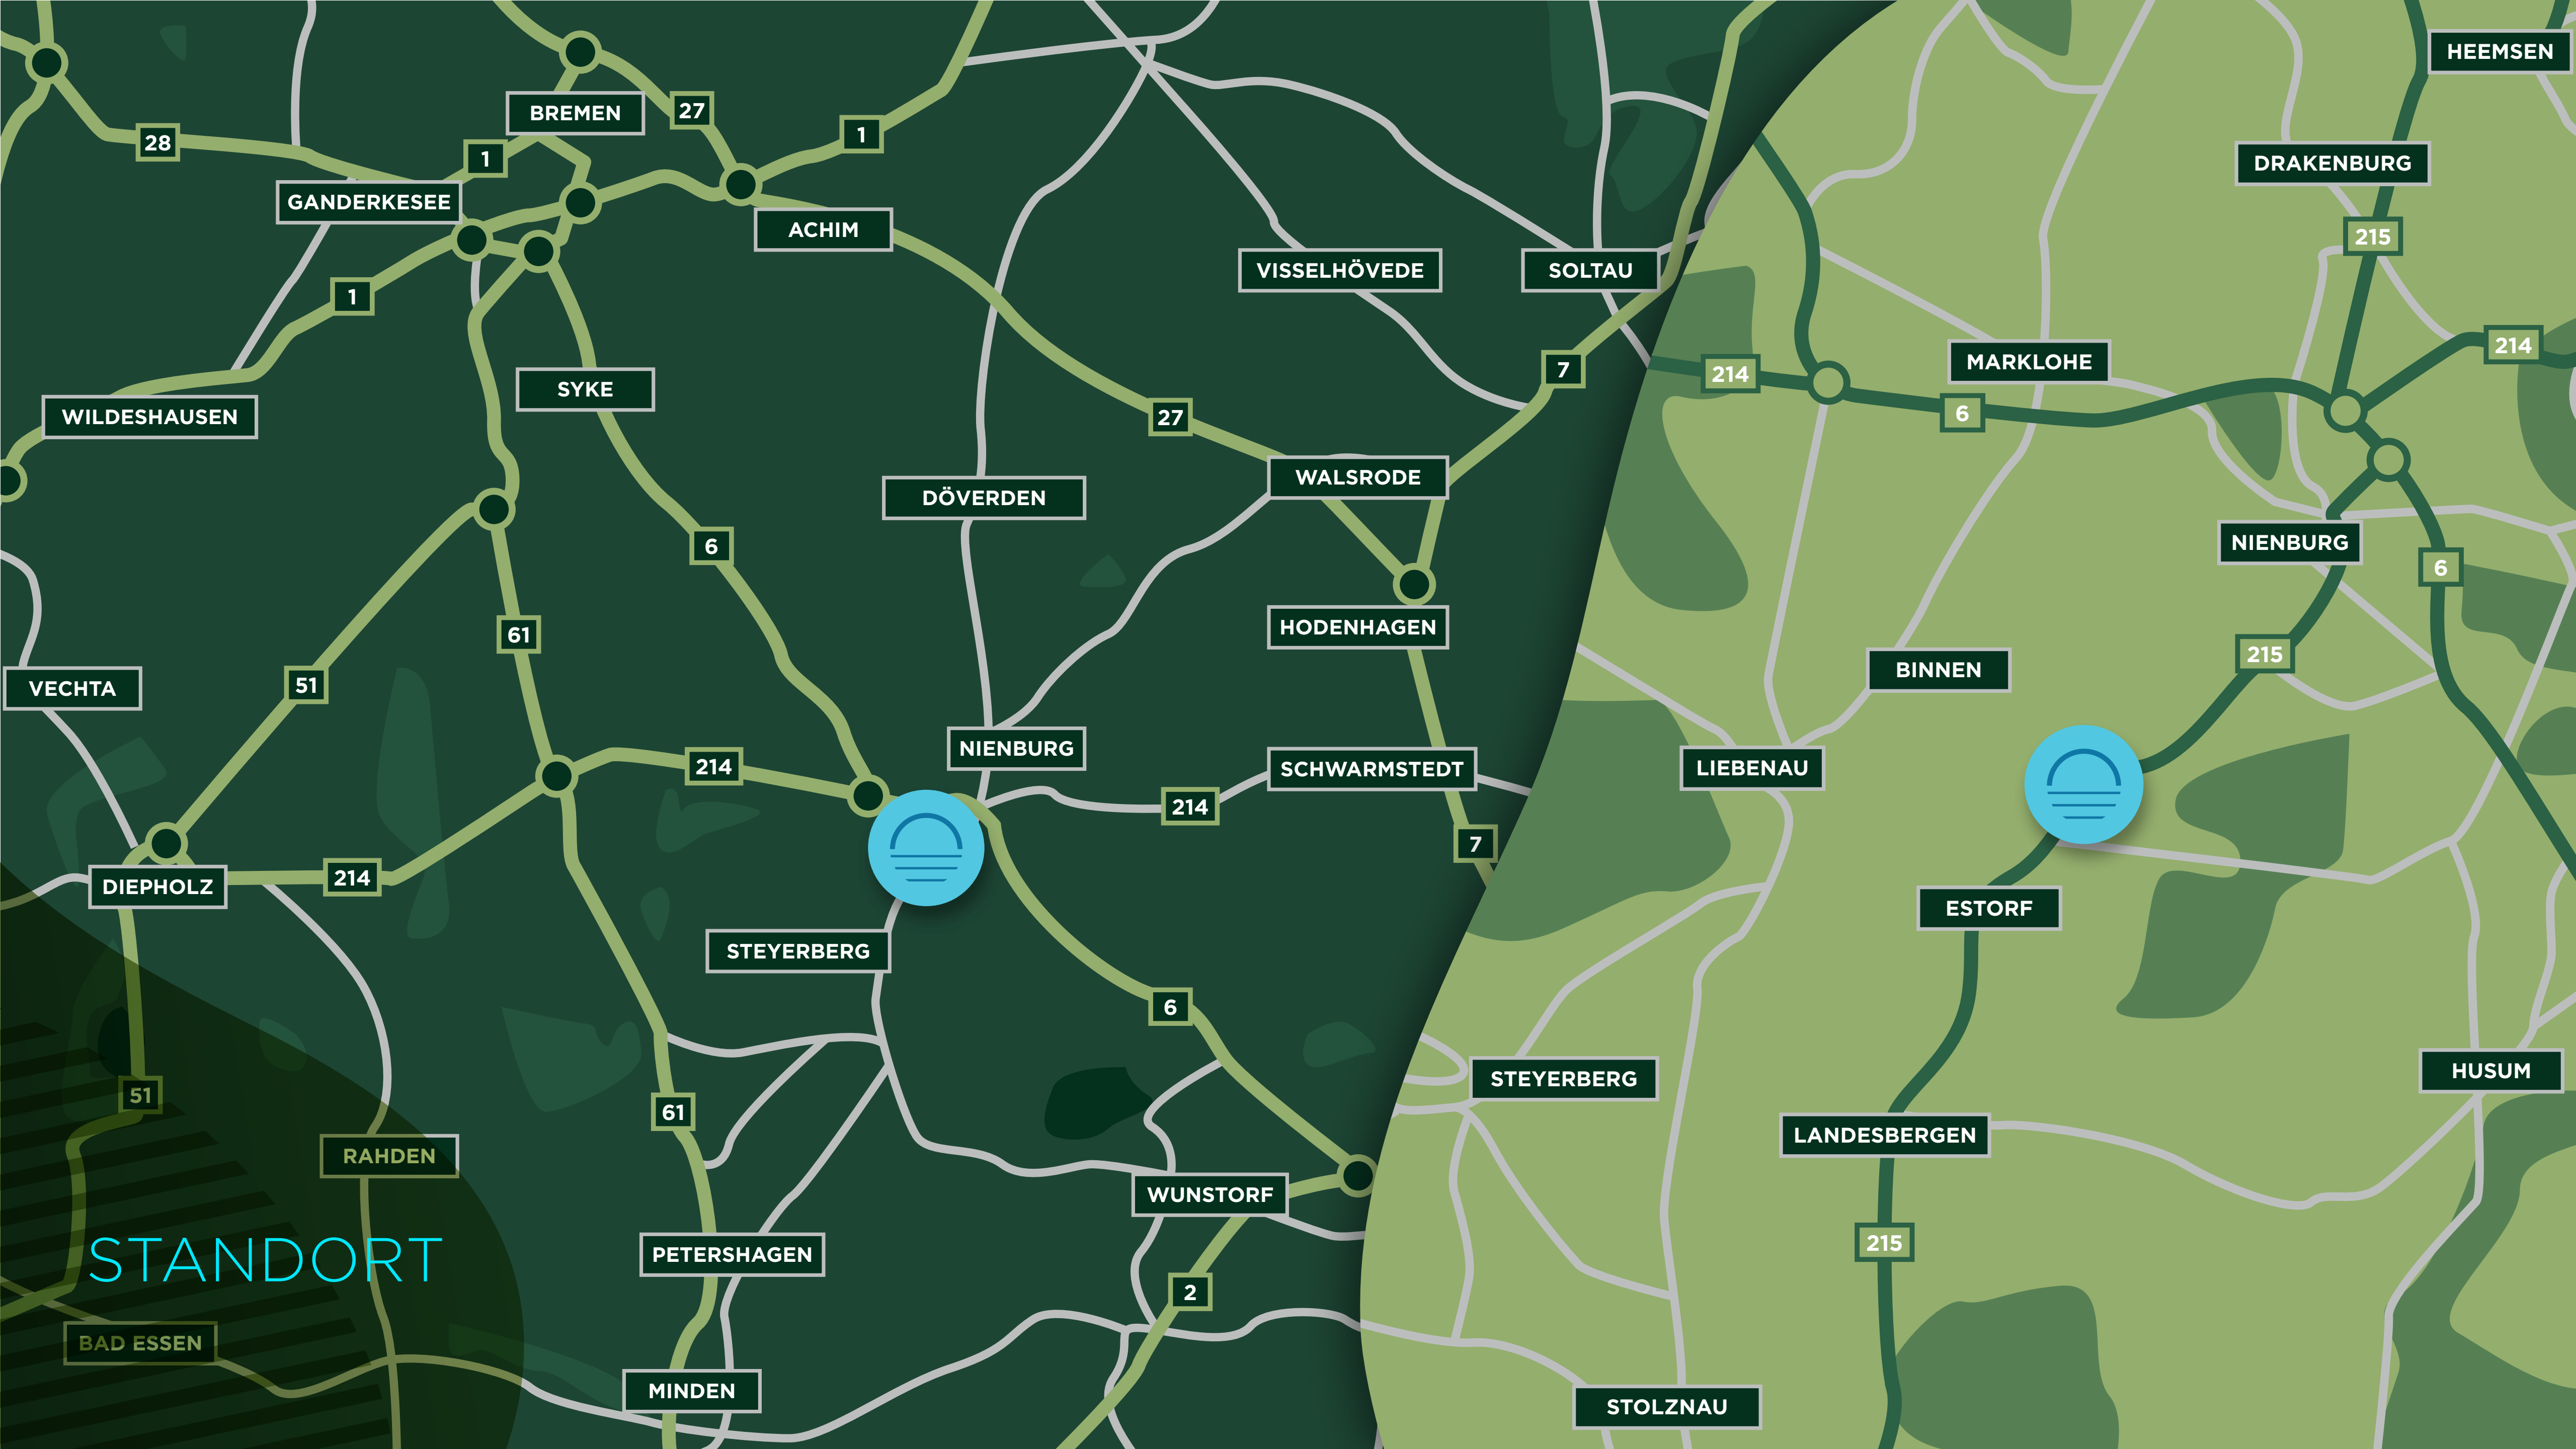 BREMEN
27
1
28
1
GANDERKESEE
ACHIM
1
VISSELHÖVEDE
SOLTAU
7
SYKE
WILDESHAUSEN
27
WALSRODE
DÖVERDEN
6
HODENHAGEN
61
51
VECHTA
NIENBURG
214
SCHWARMSTEDT
214
7
214
DIEPHOLZ
STEYERBERG
6
51
61
RAHDEN
WUNSTORF
PETERSHAGEN
STANDORT
2
BAD ESSEN
MINDEN
HEEMSEN
DRAKENBURG
215
214
MARKLOHE
214
6
NIENBURG
6
215
BINNEN
LIEBENAU
ESTORF
HUSUM
STEYERBERG
LANDESBERGEN
215
STOLZNAU